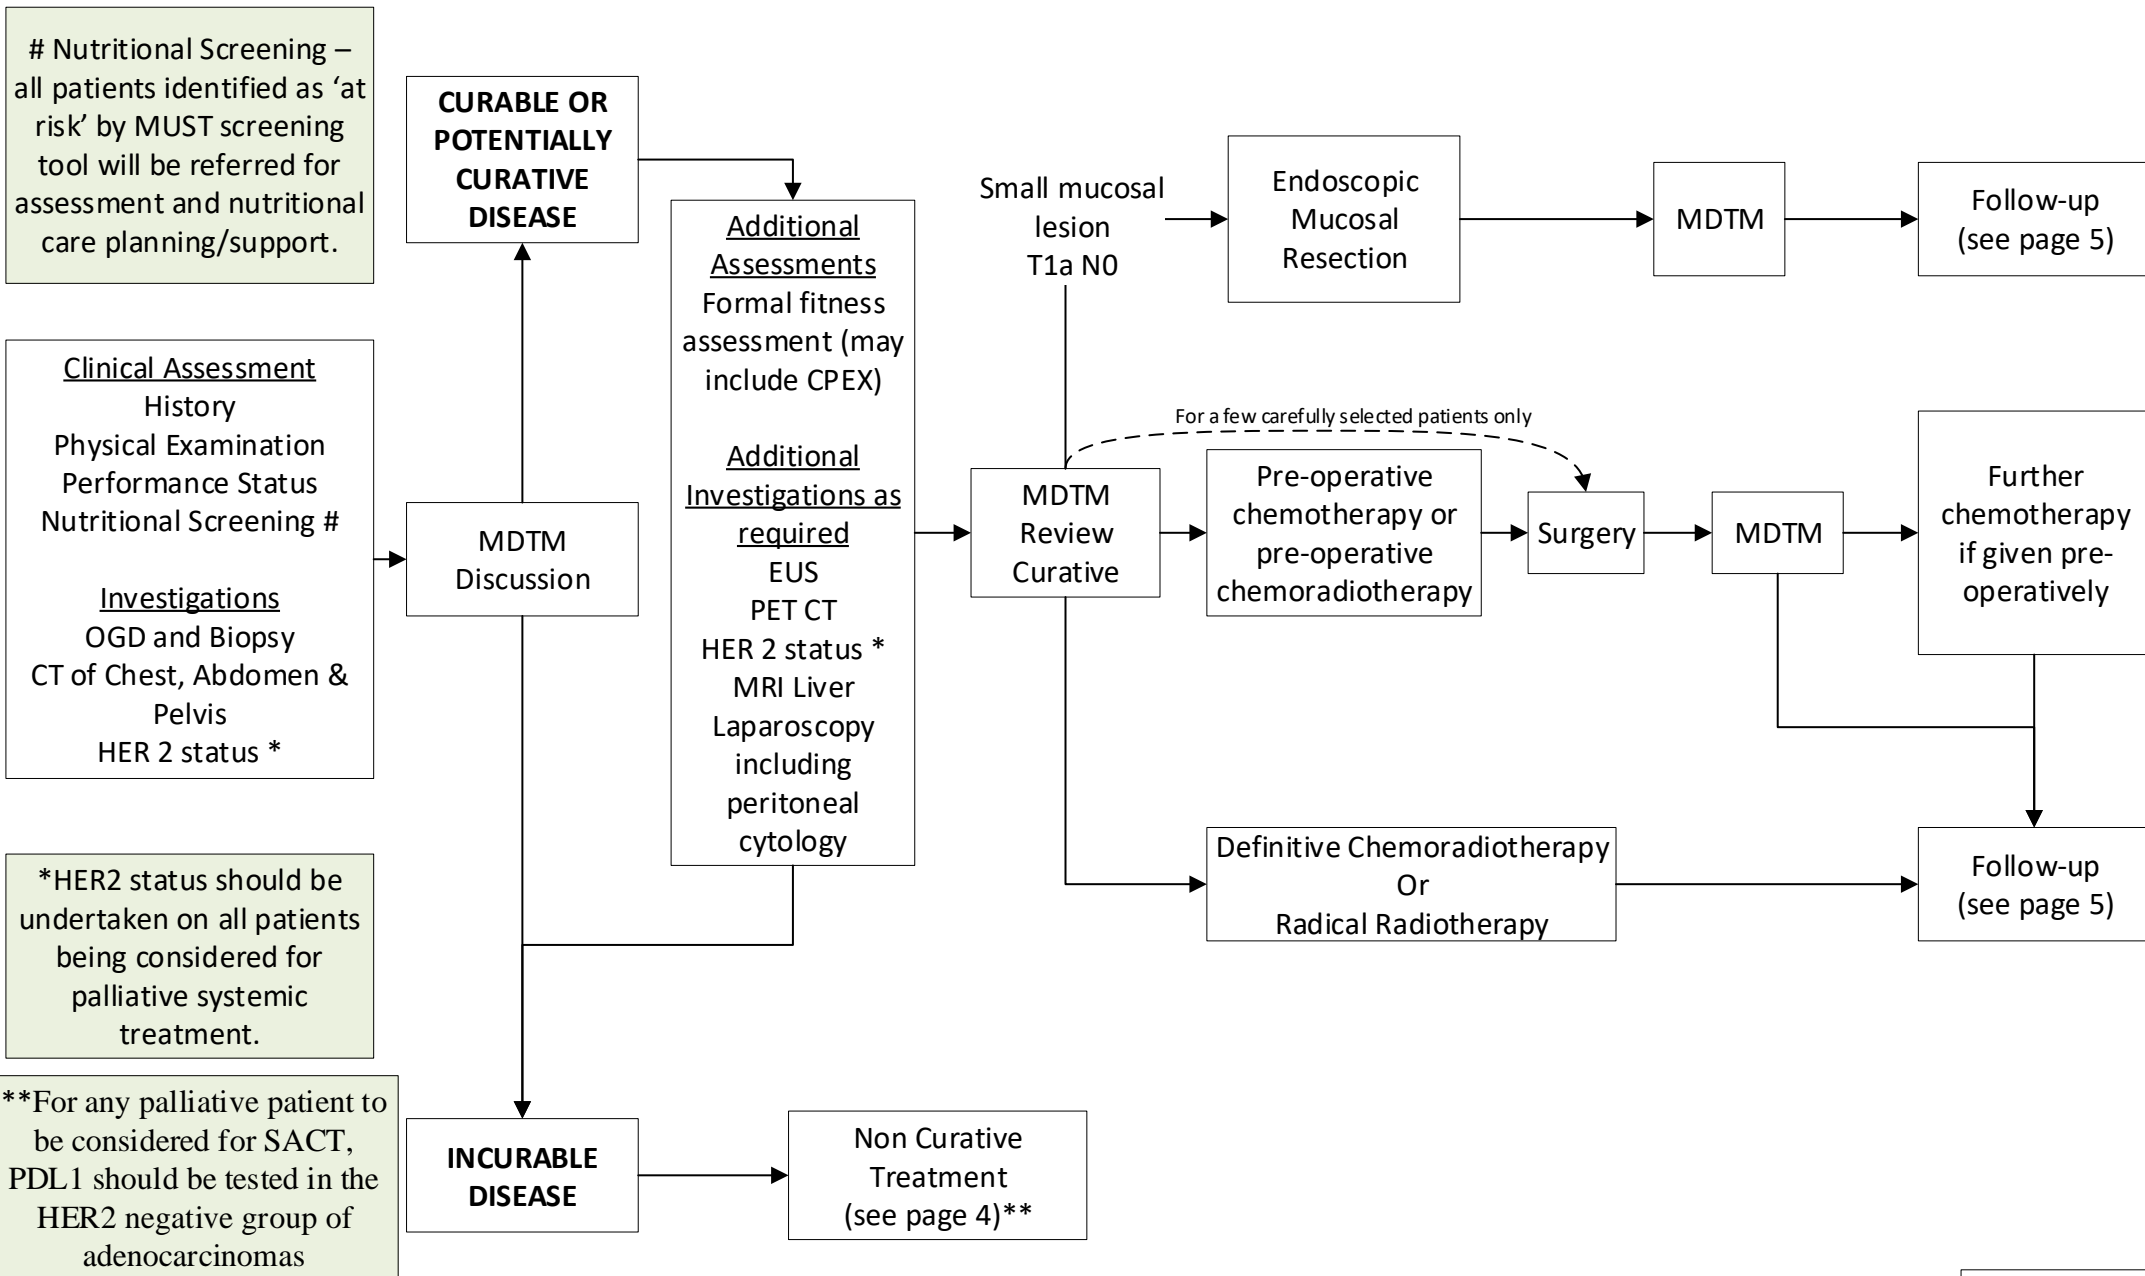 # Nutritional Screening –
all patients identified as ‘at
risk’ by MUST screening
tool will be referred for
assessment and nutritional
care planning/support.
Clinical Assessment
History
Physical Examination
Performance Status
Nutritional Screening #
Investigations
OGD and Biopsy
CT of Chest, Abdomen &
Pelvis
HER 2 status *
*HER2 status should be
undertaken on all patients
being considered for
palliative systemic
treatment.
**For any palliative patient to
be considered for SACT,
PDL1 should be tested in the
HER2 negative group of
adenocarcinomas
CURABLE OR
POTENTIALLY
CURATIVE
DISEASE
MDTM
Discussion
INCURABLE
DISEASE
Non Curative
Treatment
(see page 4)**
Additional
Assessments
Formal fitness
assessment (may
include CPEX)
Additional
Investigations as
required
EUS
PET CT
HER 2 status *
MRI Liver
Laparoscopy
including
peritoneal
cytology
MDTM
Review
Curative
Small mucosal
lesion
T1a N0
Endoscopic
Mucosal
Resection
MDTM
Follow-up
(see page 5)
For a few carefully selected patients only
Pre-operative
chemotherapy or
pre-operative
chemoradiotherapy
Surgery
MDTM
Further
chemotherapy
if given pre-
operatively
Definitive Chemoradiotherapy
Or
Radical Radiotherapy
Follow-up
(see page 5)